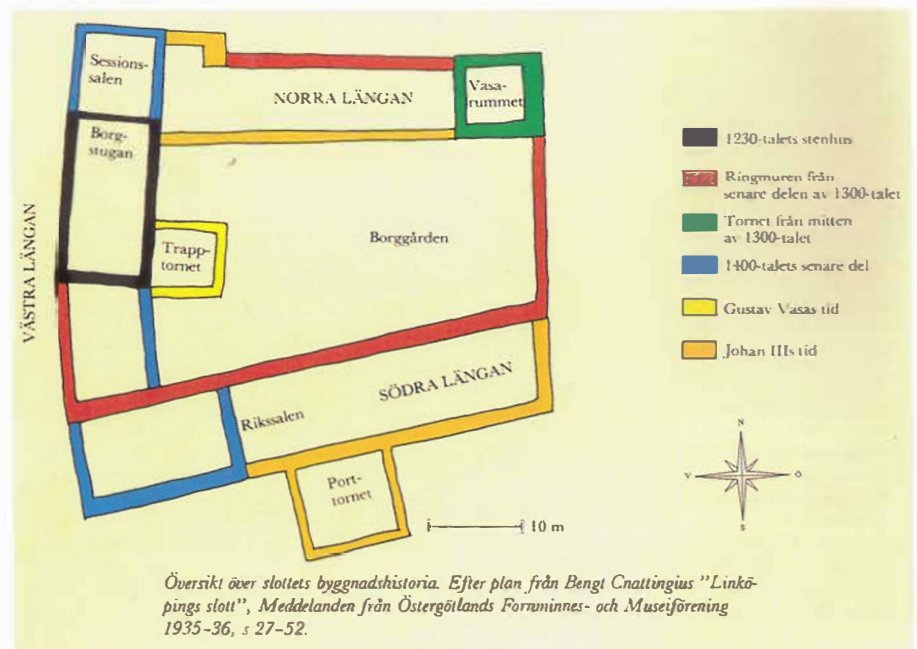 Sessions-
salen
NORRA LÄNGAN
Vasa-
rummet
Borg-
stugan
VÄSTRA LÄNGAN
Trapp-
tornet
Borggården
SÖDRA LÄNGAN
Rikssalen
Port-
tornet
1230-talets stenhus
Ringmuren från
senare delen av 1300-talet
Tornet från mitten
av 1300-talet
1400-talets senare del
Gustav Vasas tid
Johan IIIs tid
N
V
O
S
10 m
Översikt över slottets byggnadshistoria. Efter plan från Bengt Cnattingius "Linkö-
pings slott", Meddelanden från Östergötlands Fornminnes- och Museiförening
1935-36, s 27-52.